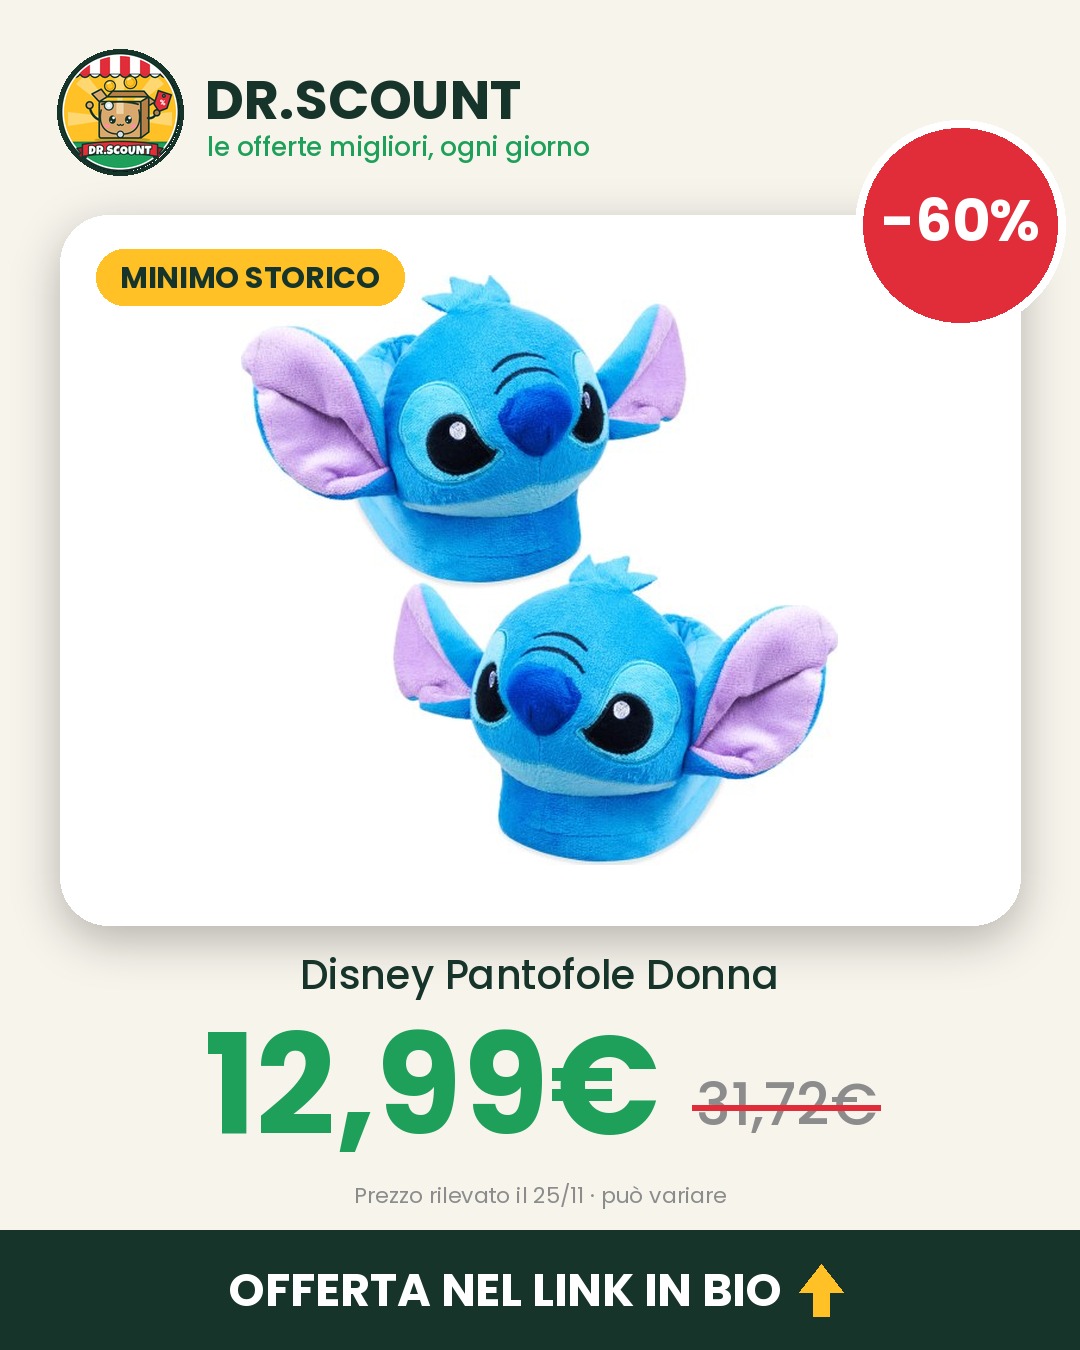 DR.SCOUNT
DR.SCOUNT
le offerte migliori, ogni giorno
%
-60%
MINIMO STORICO
Disney Pantofole Donna
12,99€ 31,72€
Prezzo rilevato il 25/11 · può variare
OFFERTA NEL LINK IN BIO